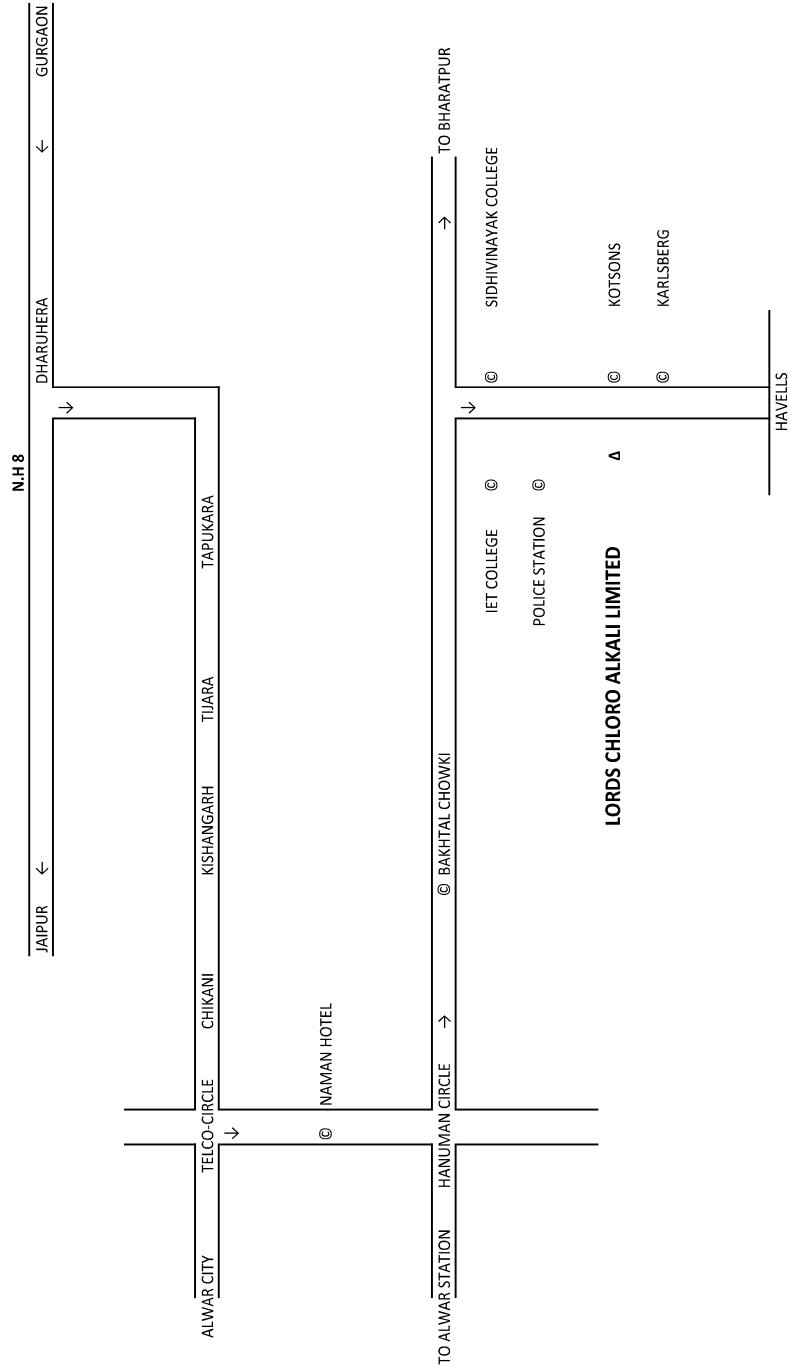 N.H 8
JAIPUR DHARUHERA GURGAON
ALWAR CITY TELCO-CIRCLE CHIKANI KISHANGARH TIJARA TAPUKARA
© NAMAN HOTEL
TO ALWAR STATION HANUMAN CIRCLE © BAKHTAL CHOWKI TO BHARATPUR
IET COLLEGE © © SIDHIVINAYAK COLLEGE
POLICE STATION ©
LORDS CHLORO ALKALI LIMITED Δ © KOTSONS
© KARLSBERG
HAVELLS